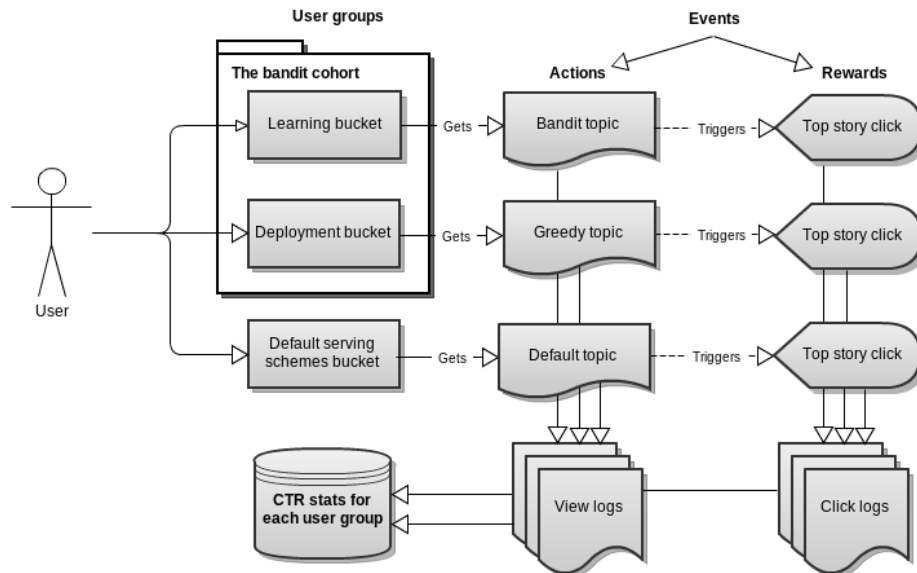 User groups
Events
The bandit cohort
Actions
Rewards
Learning bucket
Gets
Bandit topic
Triggers
Top story click
Deployment bucket
Gets
Greedy topic
Triggers
Top story click
User
Default serving
schemes bucket
Gets
Default topic
Triggers
Top story click
CTR stats for
each user group
View logs
Click logs